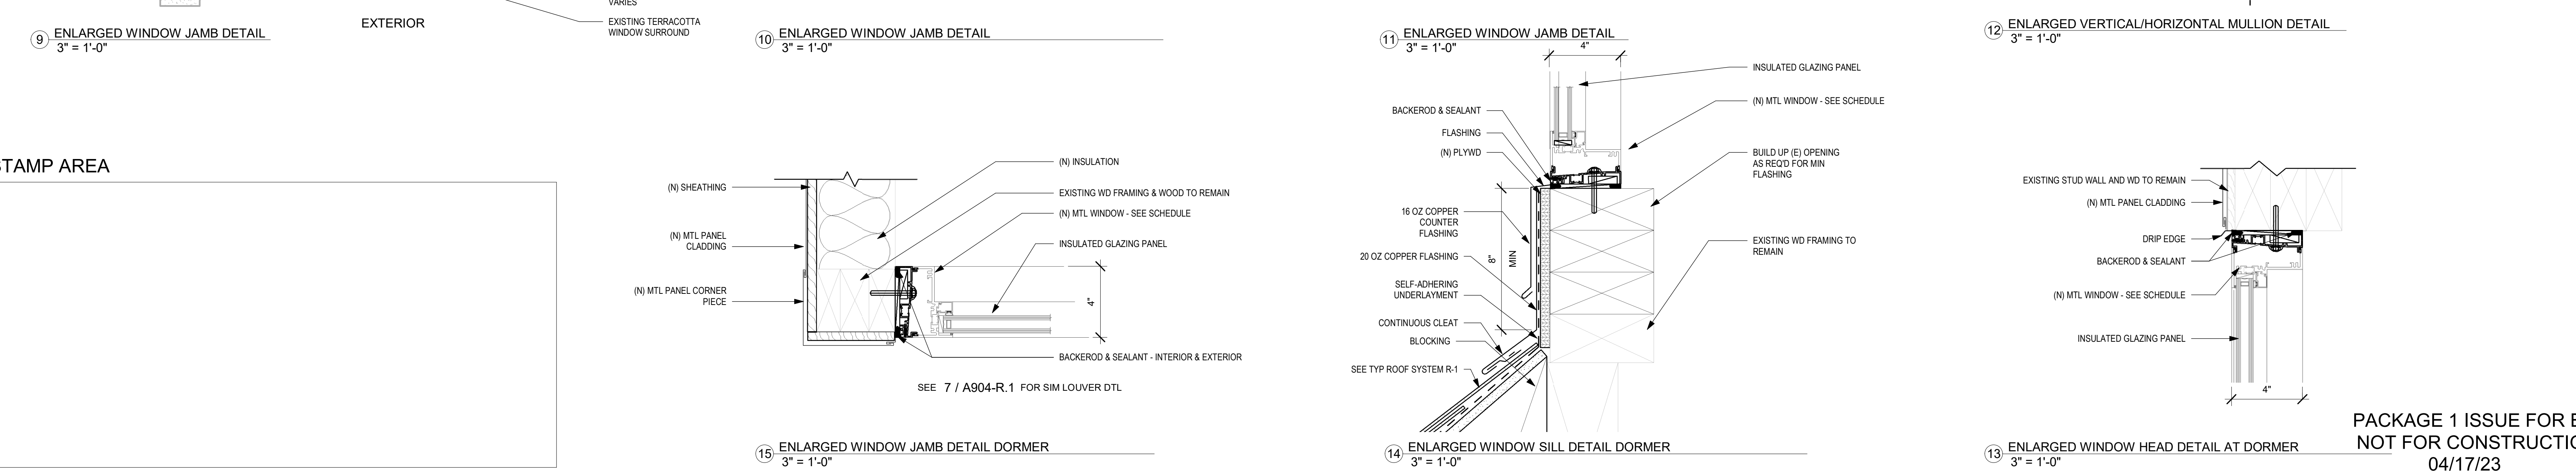 VARIES
EXISTING TERRACOTTA
WINDOW SURROUND
EXTERIOR
9 ENLARGED WINDOW JAMB DETAIL
3" = 1'-0"
10 ENLARGED WINDOW JAMB DETAIL
3" = 1'-0"
11 ENLARGED WINDOW JAMB DETAIL
3" = 1'-0"
12 ENLARGED VERTICAL/HORIZONTAL MULLION DETAIL
3" = 1'-0"
STAMP AREA
(N) SHEATHING
(N) MTL PANEL
CLADDING
(N) MTL PANEL CORNER
PIECE
(N) INSULATION
EXISTING WD FRAMING & WOOD TO REMAIN
(N) MTL WINDOW - SEE SCHEDULE
INSULATED GLAZING PANEL
4"
BACKEROD & SEALANT - INTERIOR & EXTERIOR
SEE 7 / A904-R.1 FOR SIM LOUVER DTL
15 ENLARGED WINDOW JAMB DETAIL DORMER
3" = 1'-0"
4"
BACKEROD & SEALANT
FLASHING
(N) PLYWD
16 OZ COPPER
COUNTER
FLASHING
20 OZ COPPER FLASHING
SELF-ADHERING
UNDERLAYMENT
CONTINUOUS CLEAT
BLOCKING
SEE TYP ROOF SYSTEM R-1
8"
MIN
INSULATED GLAZING PANEL
(N) MTL WINDOW - SEE SCHEDULE
BUILD UP (E) OPENING
AS REQ'D FOR MIN
FLASHING
EXISTING WD FRAMING TO
REMAIN
14 ENLARGED WINDOW SILL DETAIL DORMER
3" = 1'-0"
EXISTING STUD WALL AND WD TO REMAIN
(N) MTL PANEL CLADDING
DRIP EDGE
BACKEROD & SEALANT
(N) MTL WINDOW - SEE SCHEDULE
INSULATED GLAZING PANEL
4"
13 ENLARGED WINDOW HEAD DETAIL AT DORMER
3" = 1'-0"
PACKAGE 1 ISSUE FOR
NOT FOR CONSTRUCTIO
04/17/23